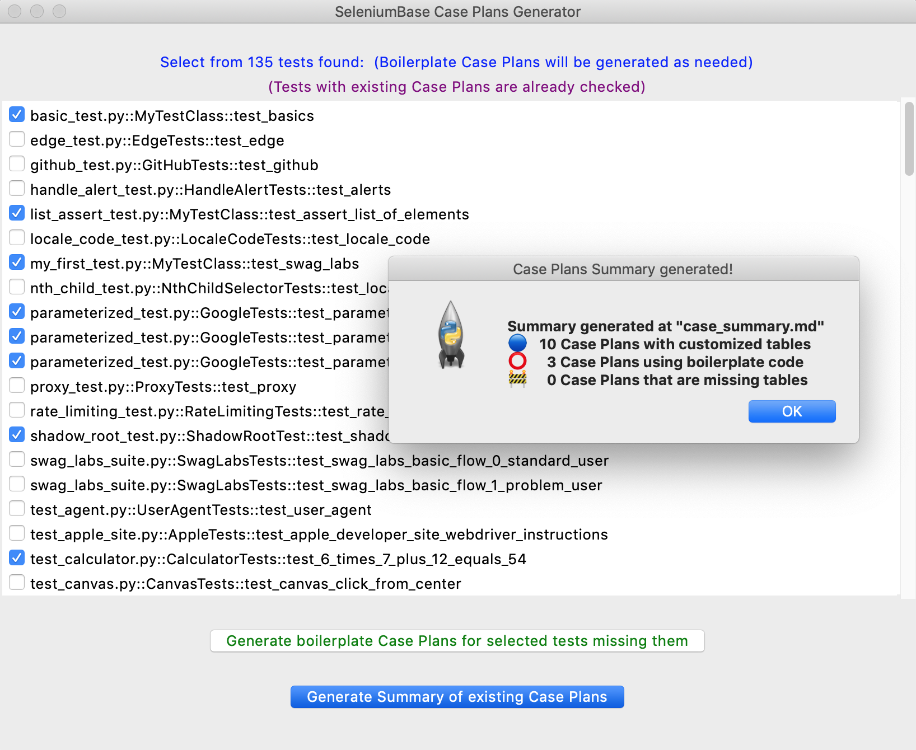 SeleniumBase Case Plans Generator
Select from 135 tests found:  (Boilerplate Case Plans will be generated as needed)
(Tests with existing Case Plans are already checked)
basic_test.py::MyTestClass::test_basics
edge_test.py::EdgeTests::test_edge
github_test.py::GitHubTests::test_github
handle_alert_test.py::HandleAlertTests::test_alerts
list_assert_test.py::MyTestClass::test_assert_list_of_elements
locale_code_test.py::LocaleCodeTests::test_locale_code
my_first_test.py::MyTestClass::test_swag_labs
nth_child_test.py::NthChildSelectorTests::test_loca
parameterized_test.py::GoogleTests::test_paramet
parameterized_test.py::GoogleTests::test_paramet
parameterized_test.py::GoogleTests::test_paramet
proxy_test.py::ProxyTests::test_proxy
rate_limiting_test.py::RateLimitingTests::test_rate_
shadow_root_test.py::ShadowRootTest::test_shado
swag_labs_suite.py::SwagLabsTests::test_swag_labs_basic_flow_0_standard_user
swag_labs_suite.py::SwagLabsTests::test_swag_labs_basic_flow_1_problem_user
test_agent.py::UserAgentTests::test_user_agent
test_apple_site.py::AppleTests::test_apple_developer_site_webdriver_instructions
test_calculator.py::CalculatorTests::test_6_times_7_plus_12_equals_54
test_canvas.py::CanvasTests::test_canvas_click_from_center
Case Plans Summary generated!
Summary generated at "case_summary.md"
10 Case Plans with customized tables
3 Case Plans using boilerplate code
0 Case Plans that are missing tables
OK
Generate boilerplate Case Plans for selected tests missing them
Generate Summary of existing Case Plans